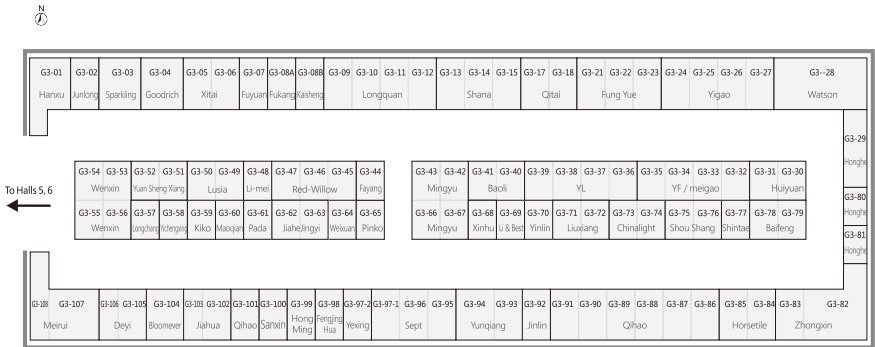 N
G3-01 G3-02 G3-03 G3-04 G3-05 G3-06 G3-07 G3-08A G3-08B G3-09 G3-10 G3-11 G3-12 G3-13 G3-14 G3-15 G3-17 G3-18 G3-21 G3-22 G3-23 G3-24 G3-25 G3-26 G3-27 G3--28
Hanxu Junlong Sparkling Goodrich Xitai Fuyuan Fukang Kaisheng Longquan Shana Qitai Fung Yue Yigao Watson
G3-29
Honghe
G3-54 G3-53 G3-52 G3-51 G3-50 G3-49 G3-48 G3-47 G3-46 G3-45 G3-44 G3-43 G3-42 G3-41 G3-40 G3-39 G3-38 G3-37 G3-36 G3-35 G3-34 G3-33 G3-32 G3-31 G3-30
Wenxin Yuan Sheng Xiang Lusia Li-mei Red-Willow Fayang Mingyu Baoli YL YF / meigao Huiyuan
To Halls 5, 6
G3-80
Honghe
G3-55 G3-56 G3-57 G3-58 G3-59 G3-60 G3-61 G3-62 G3-63 G3-64 G3-65 G3-66 G3-67 G3-68 G3-69 G3-70 G3-71 G3-72 G3-73 G3-74 G3-75 G3-76 G3-77 G3-78 G3-79
Wenxin Longchang Yichengxing Kiko Maoqian Pada JiaheJingyi Weixuan Pinko Mingyu Xinhu Li & Best Yinlin Liuxiang Chinalight Shou Shang Shintae Baifeng
G3-81
Honghe
G3-108 G3-107 G3-106 G3-105 G3-104 G3-103 G3-102 G3-101 G3-100 G3-99 G3-98 G3-97-2 G3-97-1 G3-96 G3-95 G3-94 G3-93 G3-92 G3-91 G3-90 G3-89 G3-88 G3-87 G3-86 G3-85 G3-84 G3-83 G3-82
Meirui Deyi Bloomever Jiahua Qihao Sanxin Hong Ming Fengjing Hua Yexing Sept Yunqiang Jinlin Qihao Horsetile Zhongxin